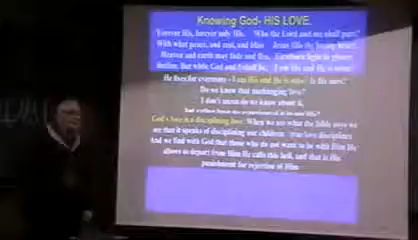 Knowing God- HIS LOVE.
Forever His, forever only His. Who the Lord and me shall part?
With what peace, and rest, and bliss Jesus fills the loving heart.
Heaven and earth may fade and flee,
decline. But while God and I shall be, I am His and He is mine.
He lives for evermore - I am His and He is mine. Is He ours?
Do we know that unchanging love?
I don't mean do we know about it,
God's love is a disciplining love. When we see what the Bible says we
see that it speaks of disciplining our children. True love disciplines
And we find with God that those who do not want to be with Him He
allows to depart from Him He calls this hell, and that is His
punishment for rejection of Him